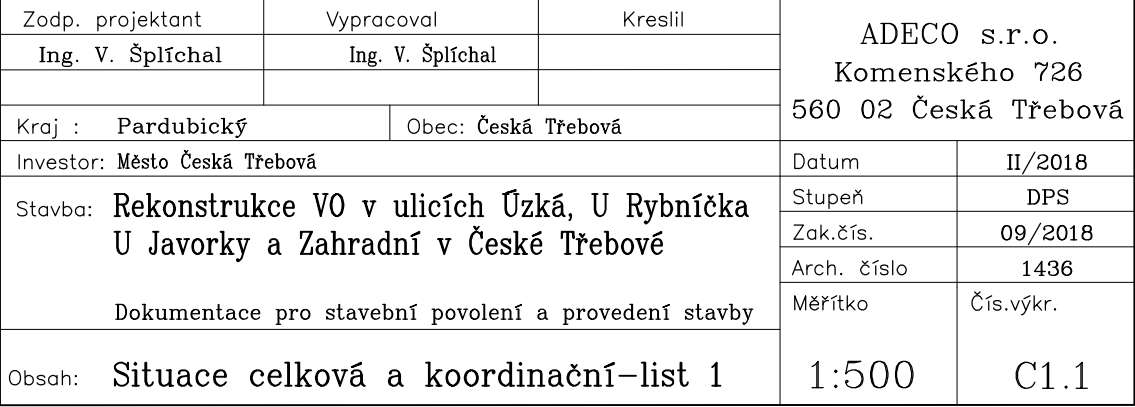 Zodp. projektant Vypracoval Kreslil
Ing. V. Šplíchal Ing. V. Šplíchal
ADECO s.r.o.
Komenského 726
560 02 Česká Třebová
Kraj : Pardubický Obec: Česká Třebová
Investor: Město Česká Třebová
Datum II/2018
Stavba: Rekonstrukce VO v ulicích Úzká, U Rybníčka
U Javorky a Zahradní v České Třebové
Dokumentace pro stavební povolení a provedení stavby
Stupeň DPS
Zak.čís. 09/2018
Arch. číslo 1436
Měřítko Čís.výkr.
1:500 C1.1
Obsah: Situace celková a koordinační-list 1